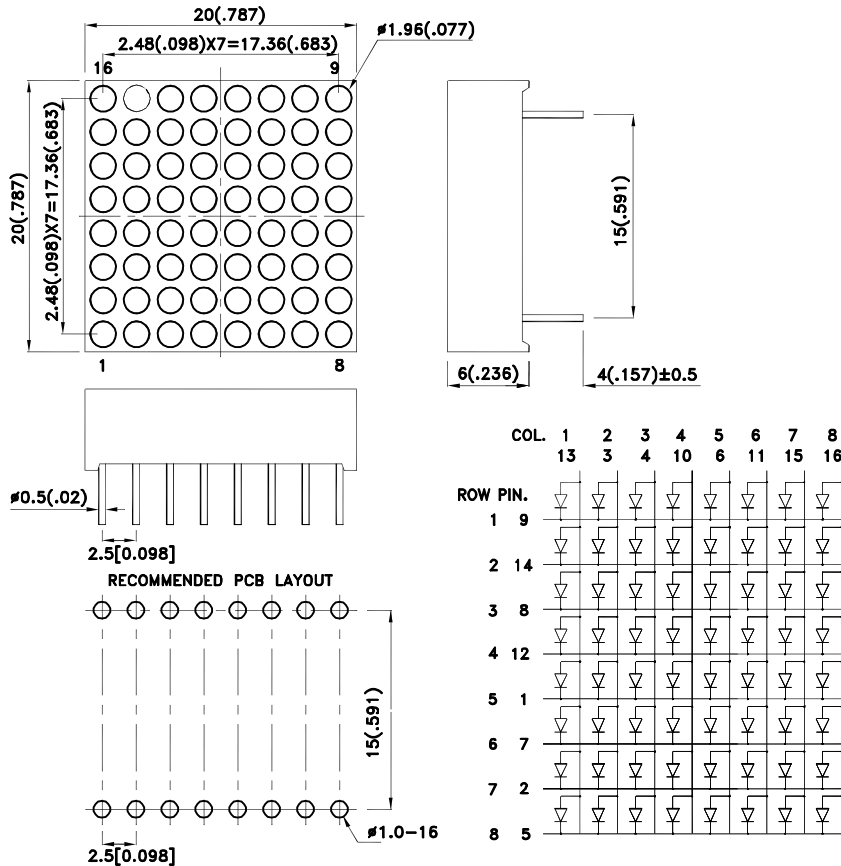 20(.787)
2.48(.098)X7=17.36(.683)
ø1.96(.077)
16 9
20(.787)
2.48(.098)X7=17.36(.683)
1 8
15(.591)
6(.236) 4(.157)±0.5
ø0.5(.02)
2.5[0.098]
RECOMMENDED PCB LAYOUT
15(.591)
ø1.0-16
2.5[0.098]
COL. 1 2 3 4 5 6 7 8
13 3 4 10 6 11 15 16
ROW PIN.
1 9
2 14
3 8
4 12
5 1
6 7
7 2
8 5